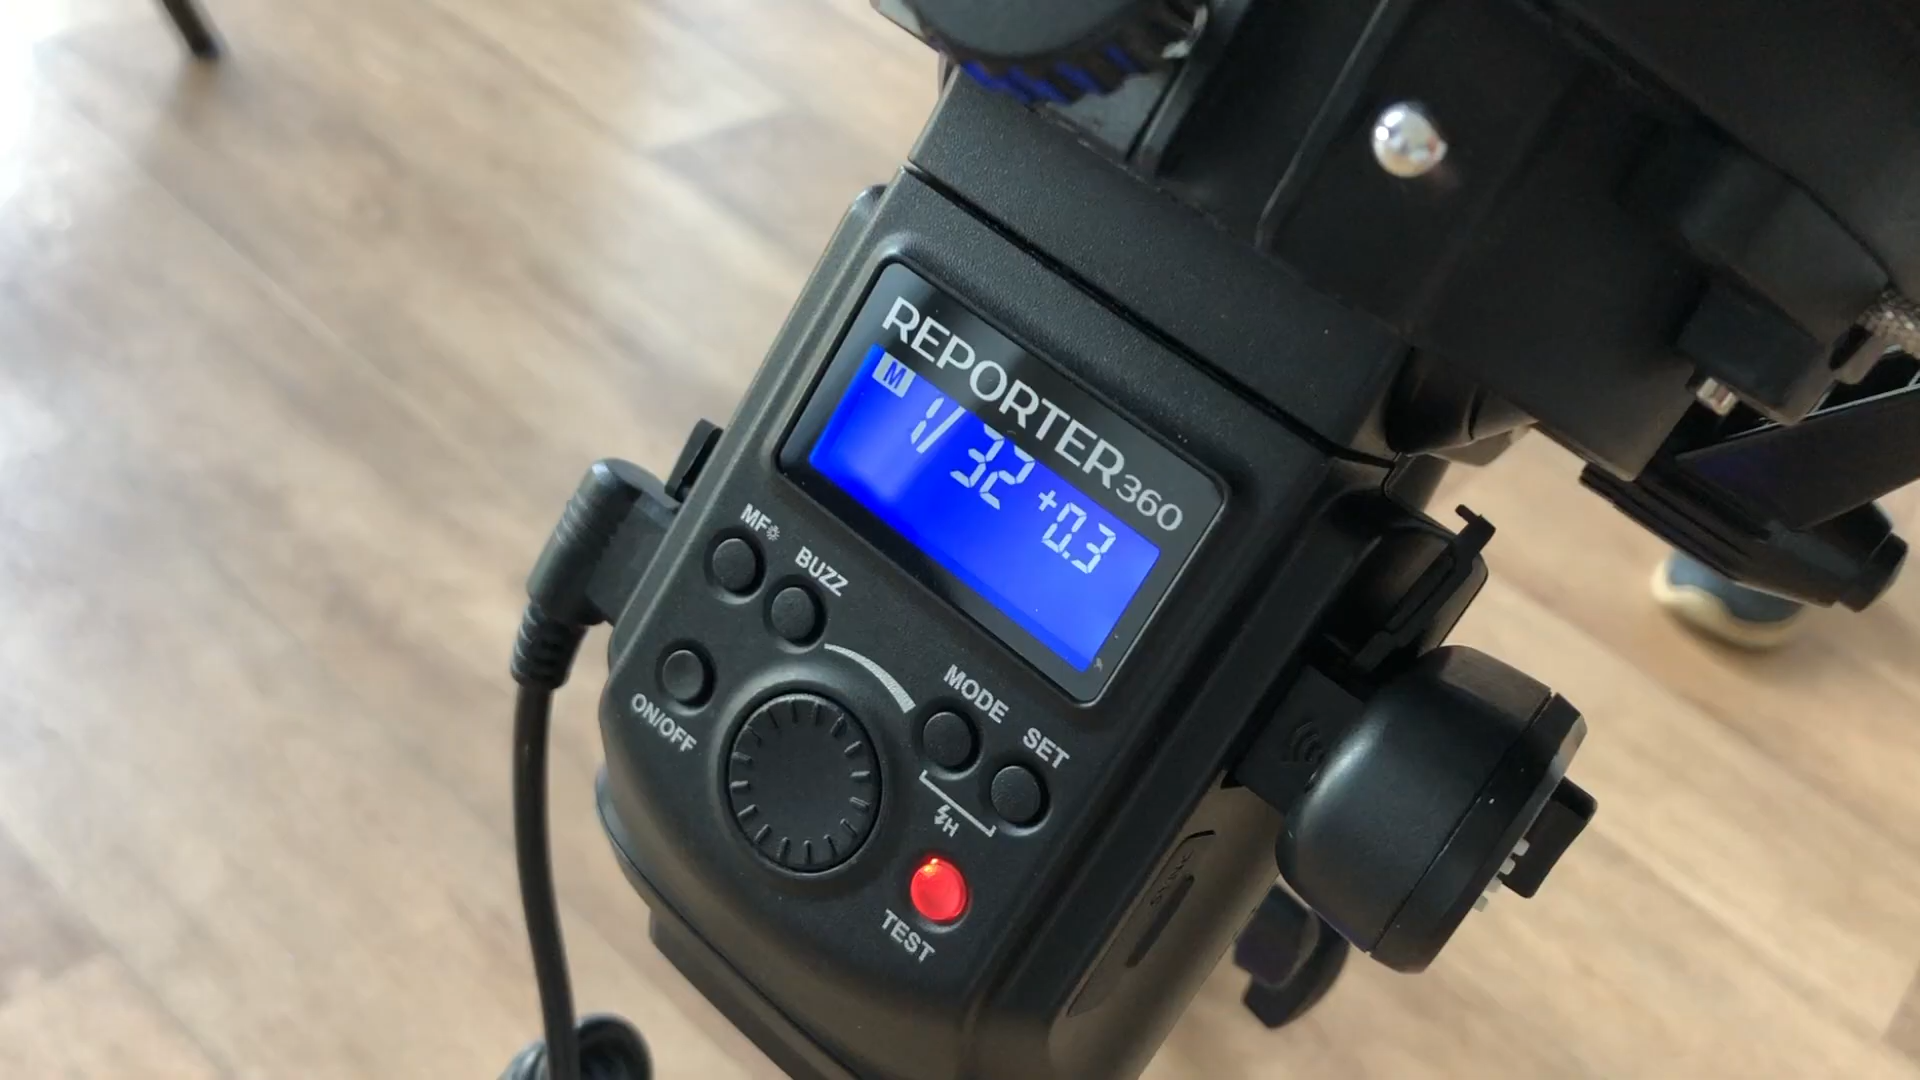 REPORTER360
M
1/32 +0.3
MF
BUZZ
ON/OFF
MODE
SET
H
TEST